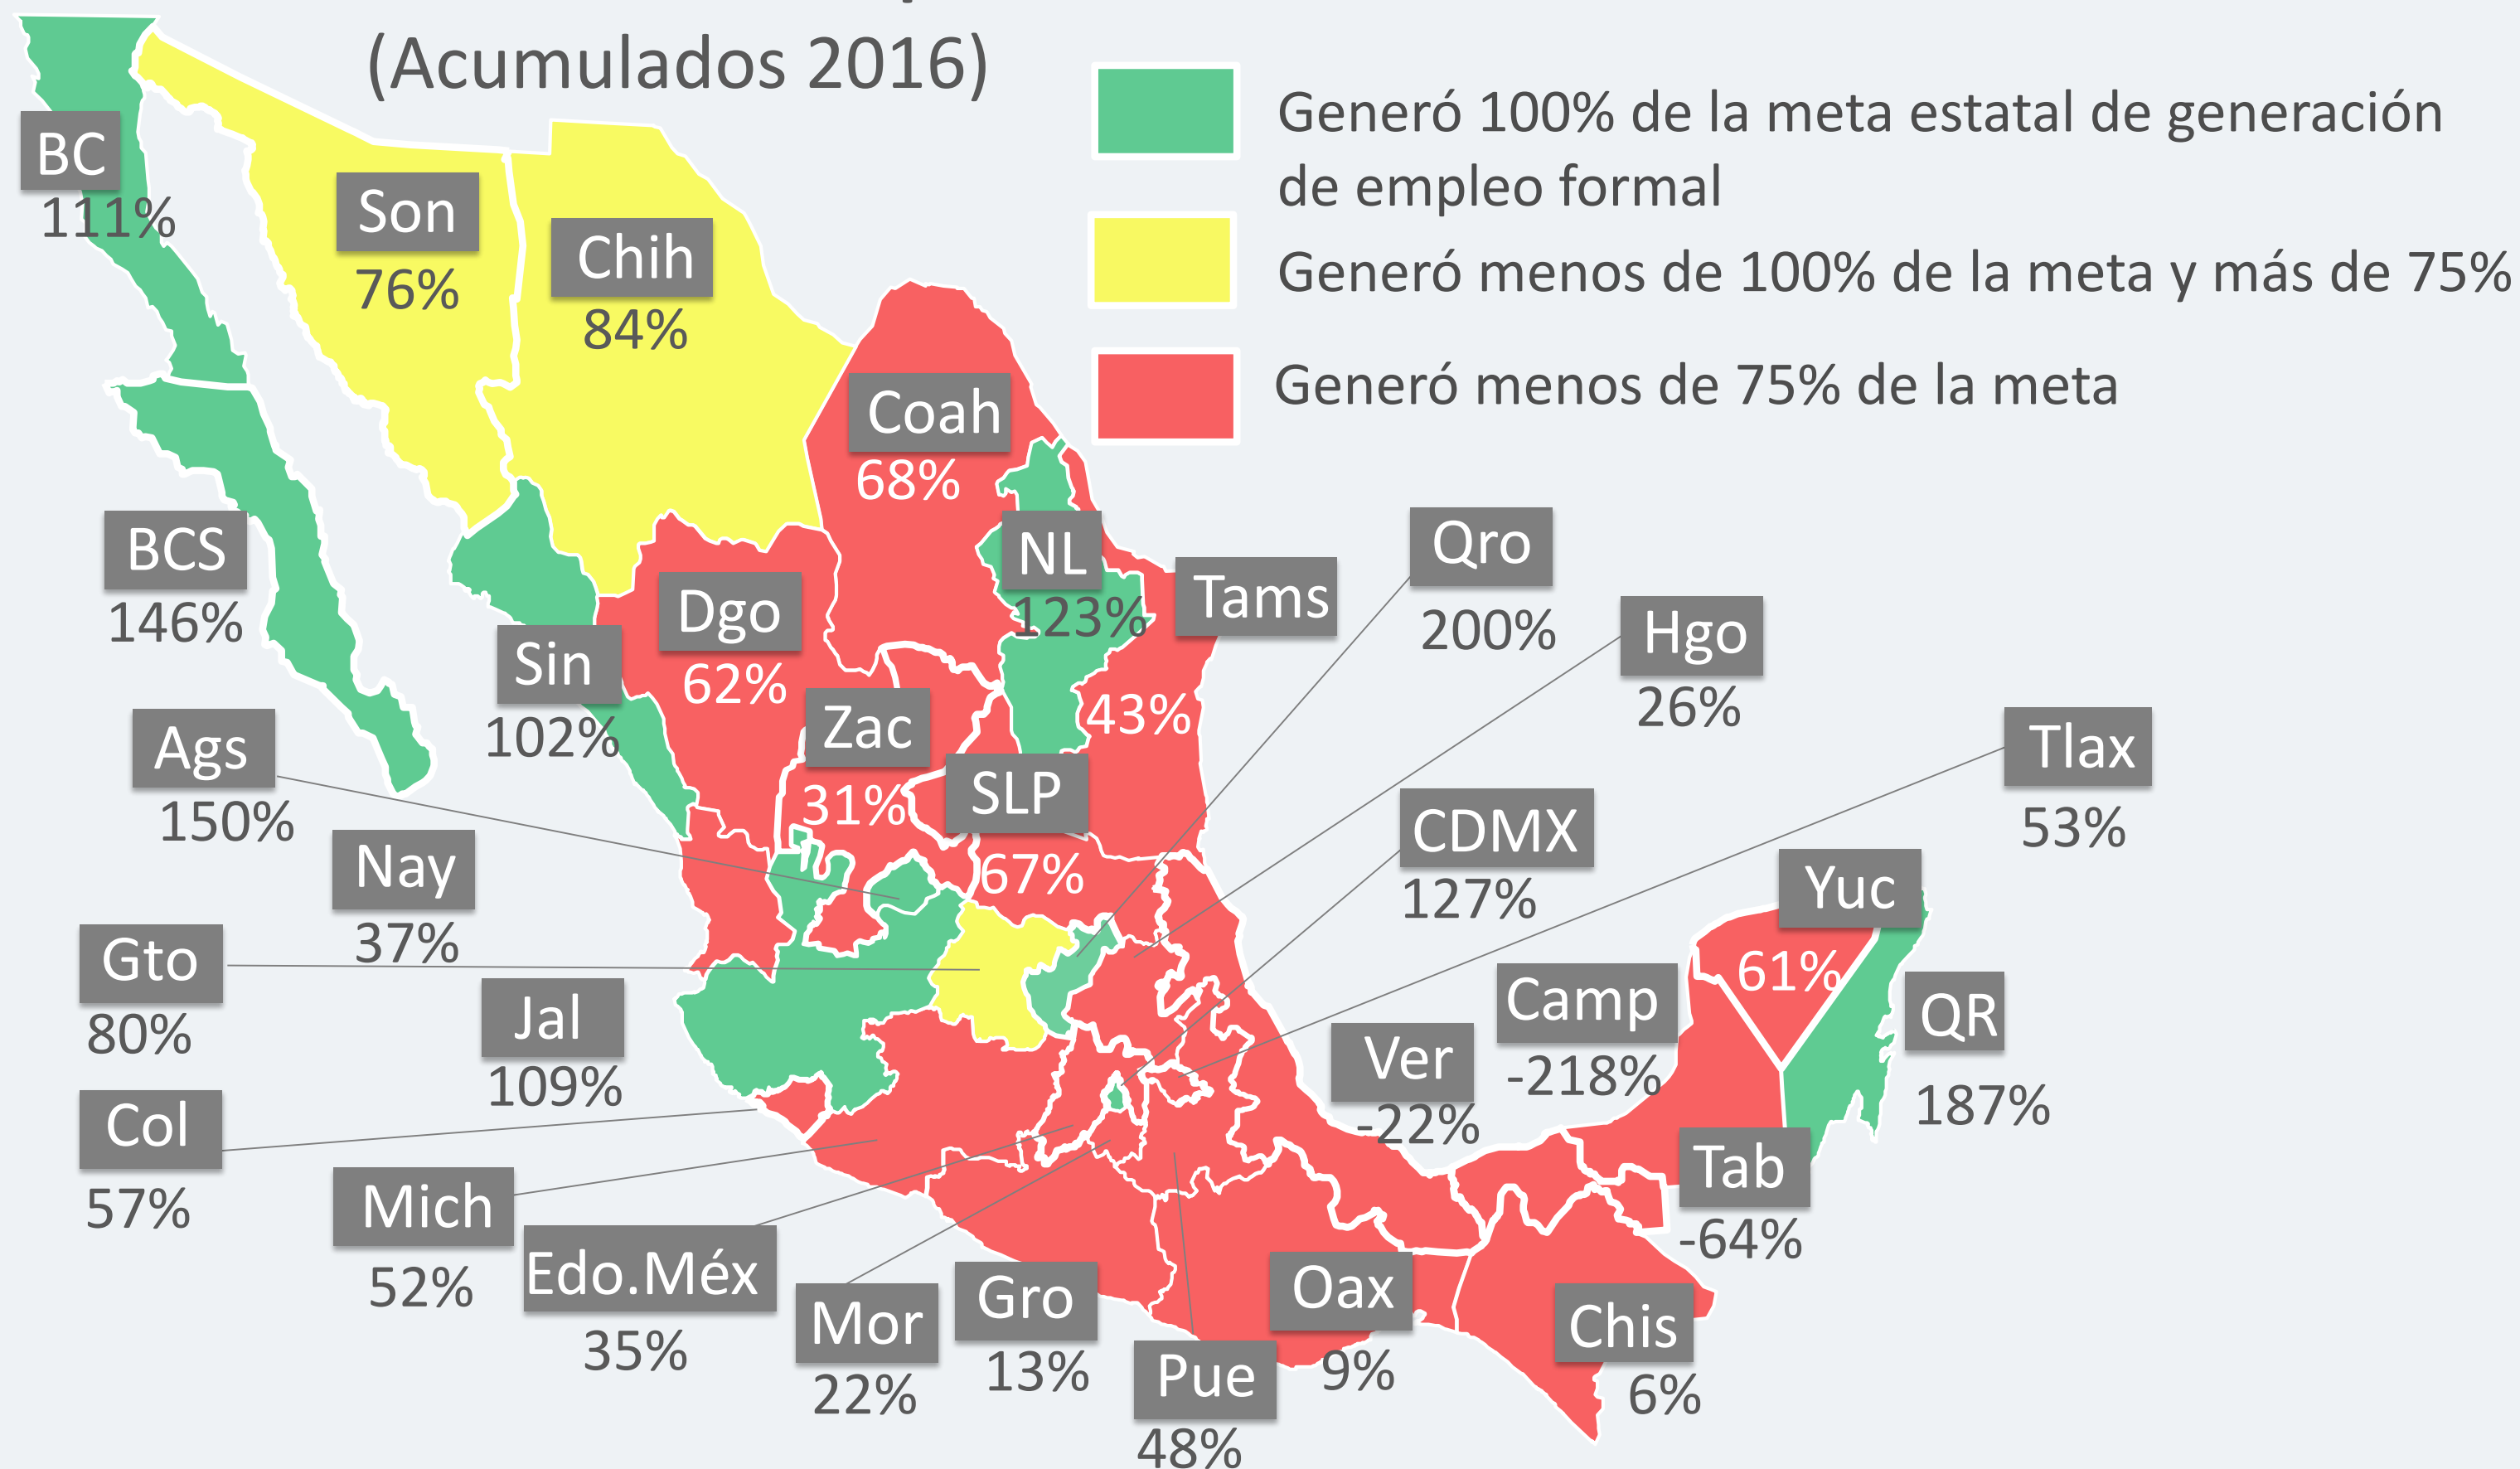 (Acumulados 2016)
Generó 100% de la meta estatal de generación
de empleo formal
Generó menos de 100% de la meta y más de 75%
Generó menos de 75% de la meta
BC
111%
Son
76%
Chih
84%
Coah
68%
BCS
146%
NL
123%
Tams
43%
Qro
200%
Hgo
26%
Dgo
62%
Sin
102%
Zac
31%
SLP
67%
Ags
150%
Tlax
53%
CDMX
127%
Nay
37%
Yuc
61%
Gto
80%
Jal
109%
Camp
-218%
QR
187%
Ver
-22%
Col
57%
Tab
-64%
Mich
52%
Edo.Méx
35%
Mor
22%
Gro
13%
Oax
9%
Chis
6%
Pue
48%